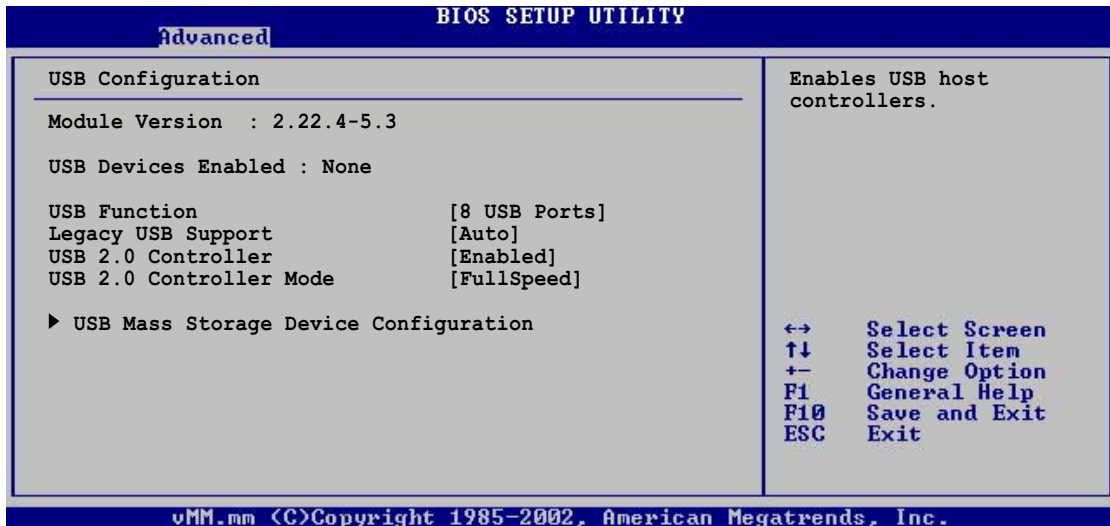 BIOS SETUP UTILITY
Advanced
USB Configuration
Module Version : 2.22.4-5.3
USB Devices Enabled : None
USB Function [8 USB Ports]
Legacy USB Support [Auto]
USB 2.0 Controller [Enabled]
USB 2.0 Controller Mode [FullSpeed]
▶ USB Mass Storage Device Configuration
Enables USB host
controllers.
←→ Select Screen
↑↓ Select Item
+- Change Option
F1 General Help
F10 Save and Exit
ESC Exit
vMM.mm (C)Copyright 1985-2002, American Megatrends, Inc.